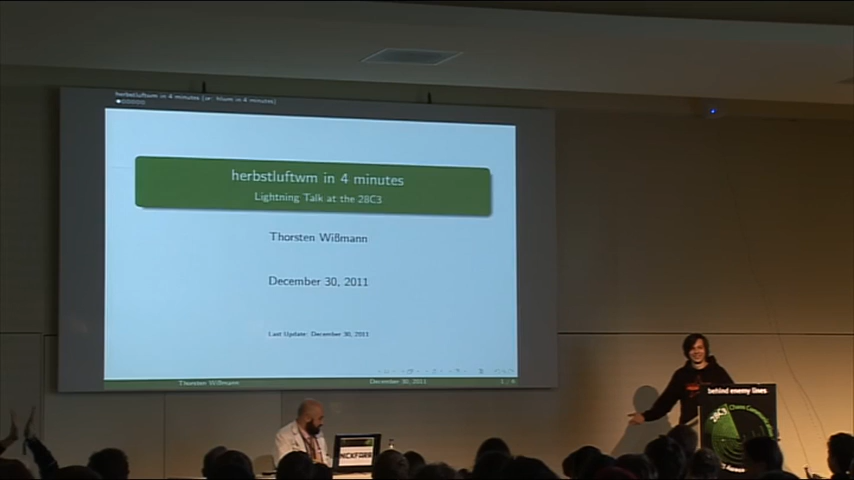 herbstluftwm in 4 minutes (or: hlwm in 4 minutes)
herbstluftwm in 4 minutes
Lightning Talk at the 28C3
Thorsten Wißmann
December 30, 2011
Last Update: December 30, 2011
Thorsten Wißmann
December 30, 2011
behind enemy lines
NICKFARR